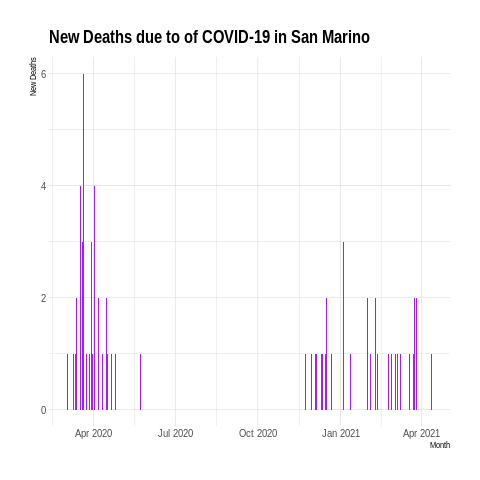 New Deaths due to of COVID-19 in San Marino
New Deaths
6
4
2
0
Apr 2020 Jul 2020 Oct 2020 Jan 2021 Apr 2021
Month